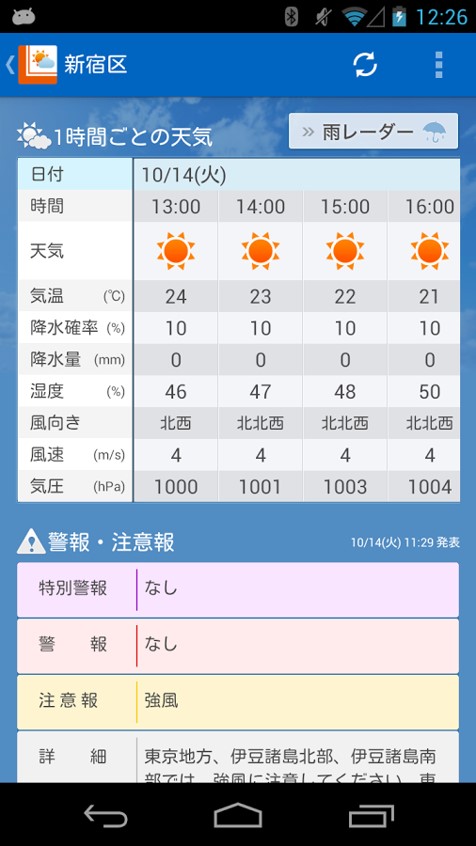 12:26
新宿区
1時間ごとの天気 » 雨レーダー
日付 10/14(火)
時間 13:00 14:00 15:00 16:00
天気
気温 (℃) 24 23 22 21
降水確率 (%) 10 10 10 10
降水量 (mm) 0 0 0 0
湿度 (%) 46 47 48 50
風向き 北西 北北西 北北西 北北西
風速 (m/s) 4 4 4 4
気圧 (hPa) 1000 1001 1003 1004
警報・注意報 10/14(火) 11:29 発表
特別警報 なし
警 報 なし
注 意 報 強風
詳 細 東京地方、伊豆諸島北部、伊豆諸島南
部では、強風に注意してください。東